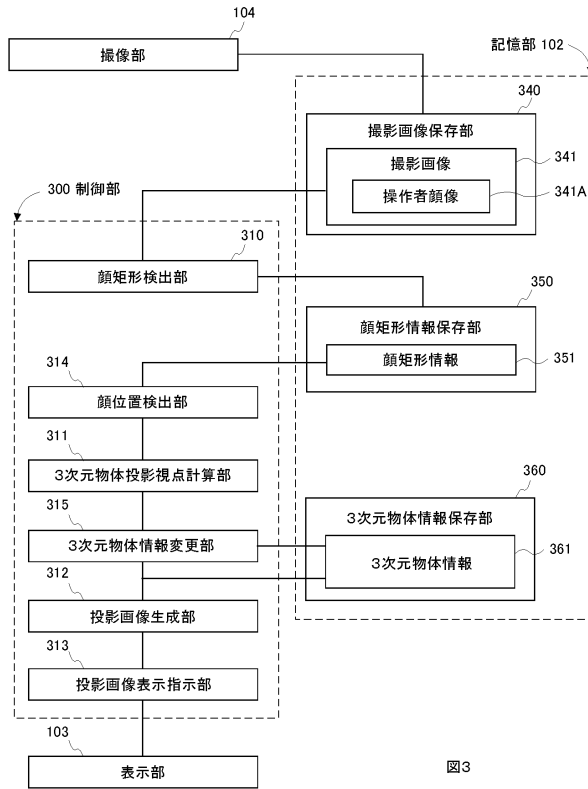 104
撮像部
記憶部 102
340
撮影画像保存部
撮影画像
341
操作者顔像
341A
300 制御部
310
顔矩形検出部
350
顔矩形情報保存部
顔矩形情報
351
314
顔位置検出部
311
3次元物体投影視点計算部
315
3次元物体情報変更部
360
3次元物体情報保存部
3次元物体情報
361
312
投影画像生成部
313
投影画像表示指示部
103
表示部
図3